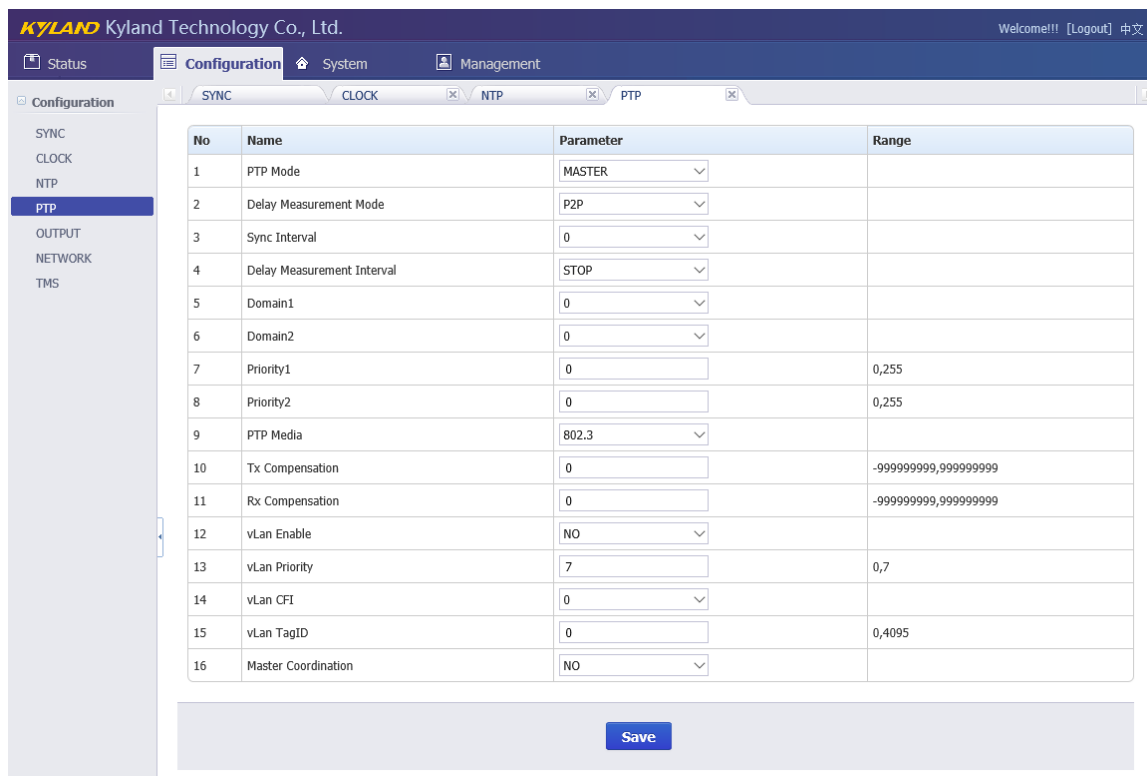 KYLAND Kyland Technology Co., Ltd.
Welcome!!! [Logout] 中文
Status Configuration System Management
Configuration
SYNC
CLOCK
NTP
PTP
OUTPUT
NETWORK
TMS
SYNC CLOCK NTP PTP
No Name Parameter Range
1 PTP Mode MASTER
2 Delay Measurement Mode P2P
3 Sync Interval 0
4 Delay Measurement Interval STOP
5 Domain1 0
6 Domain2 0
7 Priority1 0 0,255
8 Priority2 0 0,255
9 PTP Media 802.3
10 Tx Compensation 0 -999999999,999999999
11 Rx Compensation 0 -999999999,999999999
12 vLan Enable NO
13 vLan Priority 7 0,7
14 vLan CFI 0
15 vLan TagID 0 0,4095
16 Master Coordination NO
Save